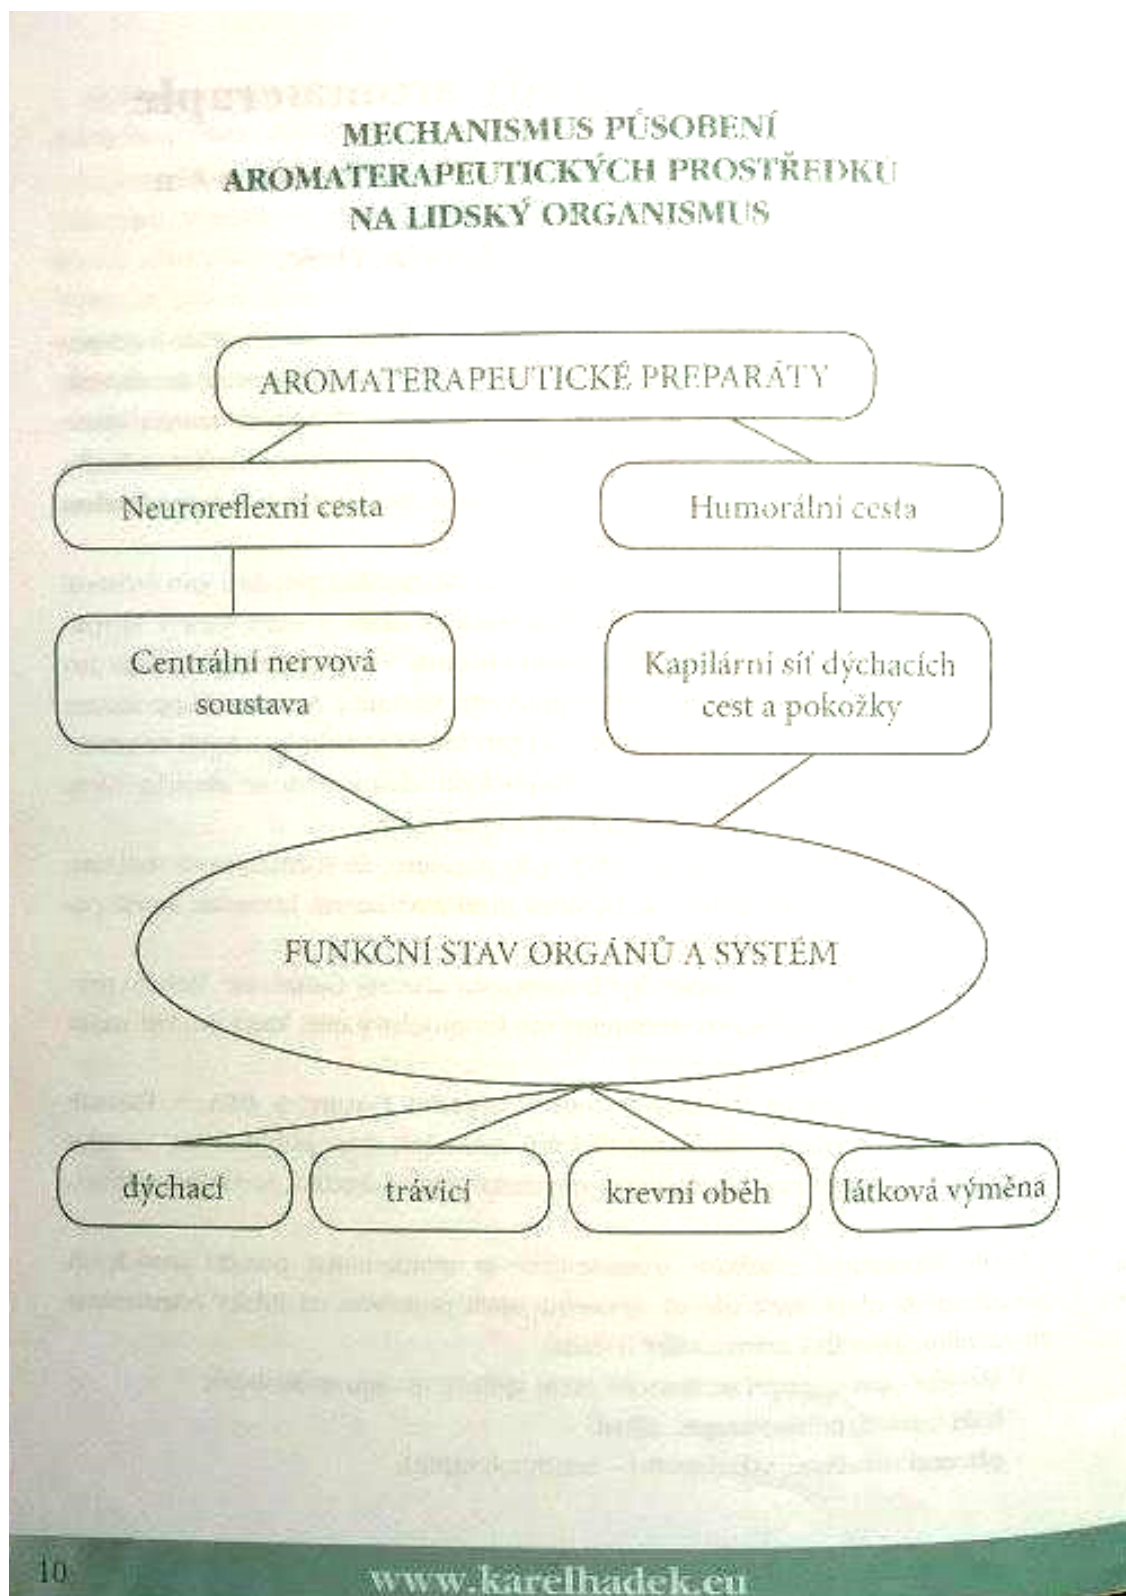 MECHANISMUS PŮSOBENÍ
AROMATERAPEUTICKÝCH PROSTŘEDKŮ
NA LIDSKÝ ORGANISMUS
AROMATERAPEUTICKÉ PREPARÁTY
Neuroreflexní cesta
Humorální cesta
Centrální nervová
soustava
Kapilární síť dýchacích
cest a pokožky
FUNKČNÍ STAV ORGÁNŮ A SYSTÉM
dýchací
trávicí
krevní oběh
látková výměna
10
www.karelhadek.eu